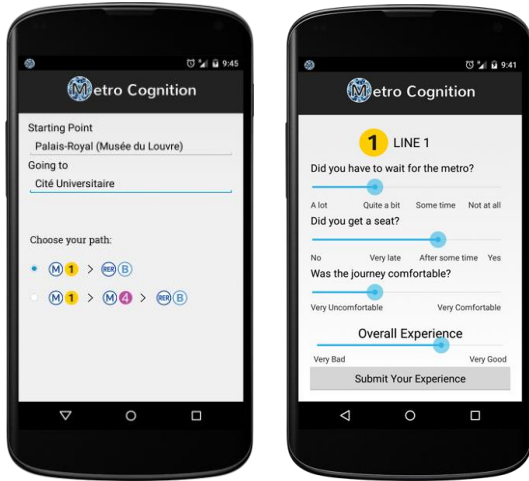 9:45
Metro Cognition
Starting Point
Palais-Royal (Musée du Louvre)
Going to
Cité Universitaire
Choose your path:
M 1 > RER B
M 1 > M 4 > RER B
9:41
Metro Cognition
1 LINE 1
Did you have to wait for the metro?
A lot Quite a bit Some time Not at all
Did you get a seat?
No Very late After some time Yes
Was the journey comfortable?
Very Uncomfortable Very Comfortable
Overall Experience
Very Bad Very Good
Submit Your Experience